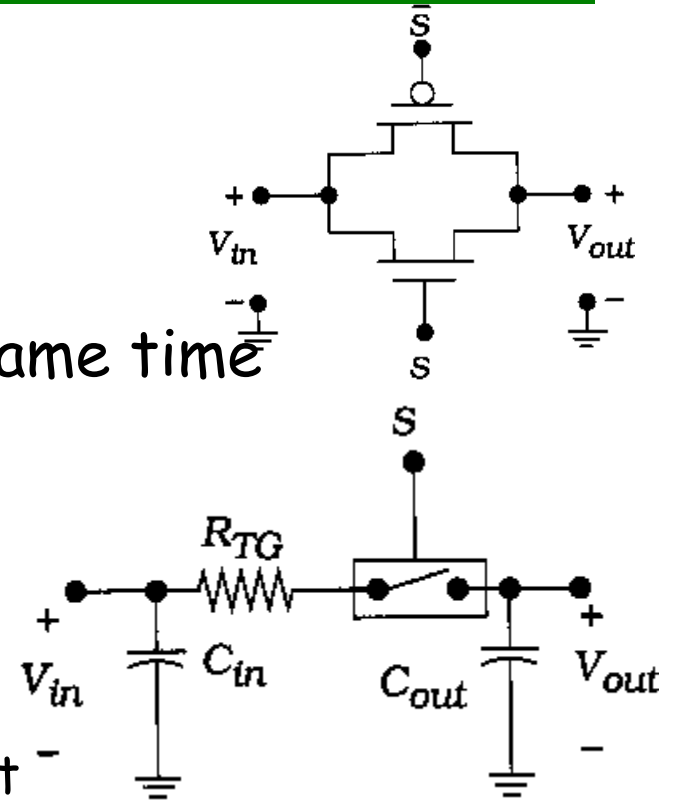 S̄
+ +
V_in V_out
- -
ame time
S
S
R_TG
+ +
V_in C_in C_out V_out
- -
t